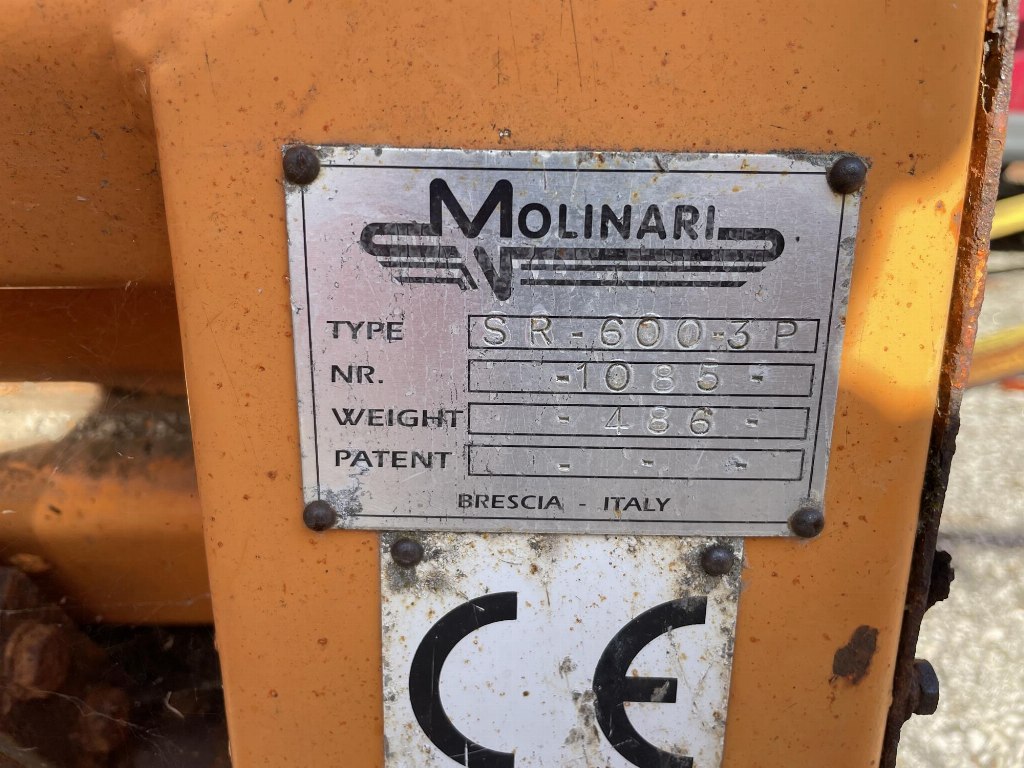 MOLINARI
TYPE SR-600-3P
NR. -1085-
WEIGHT - 486 -
PATENT - - -
BRESCIA - ITALY
CE